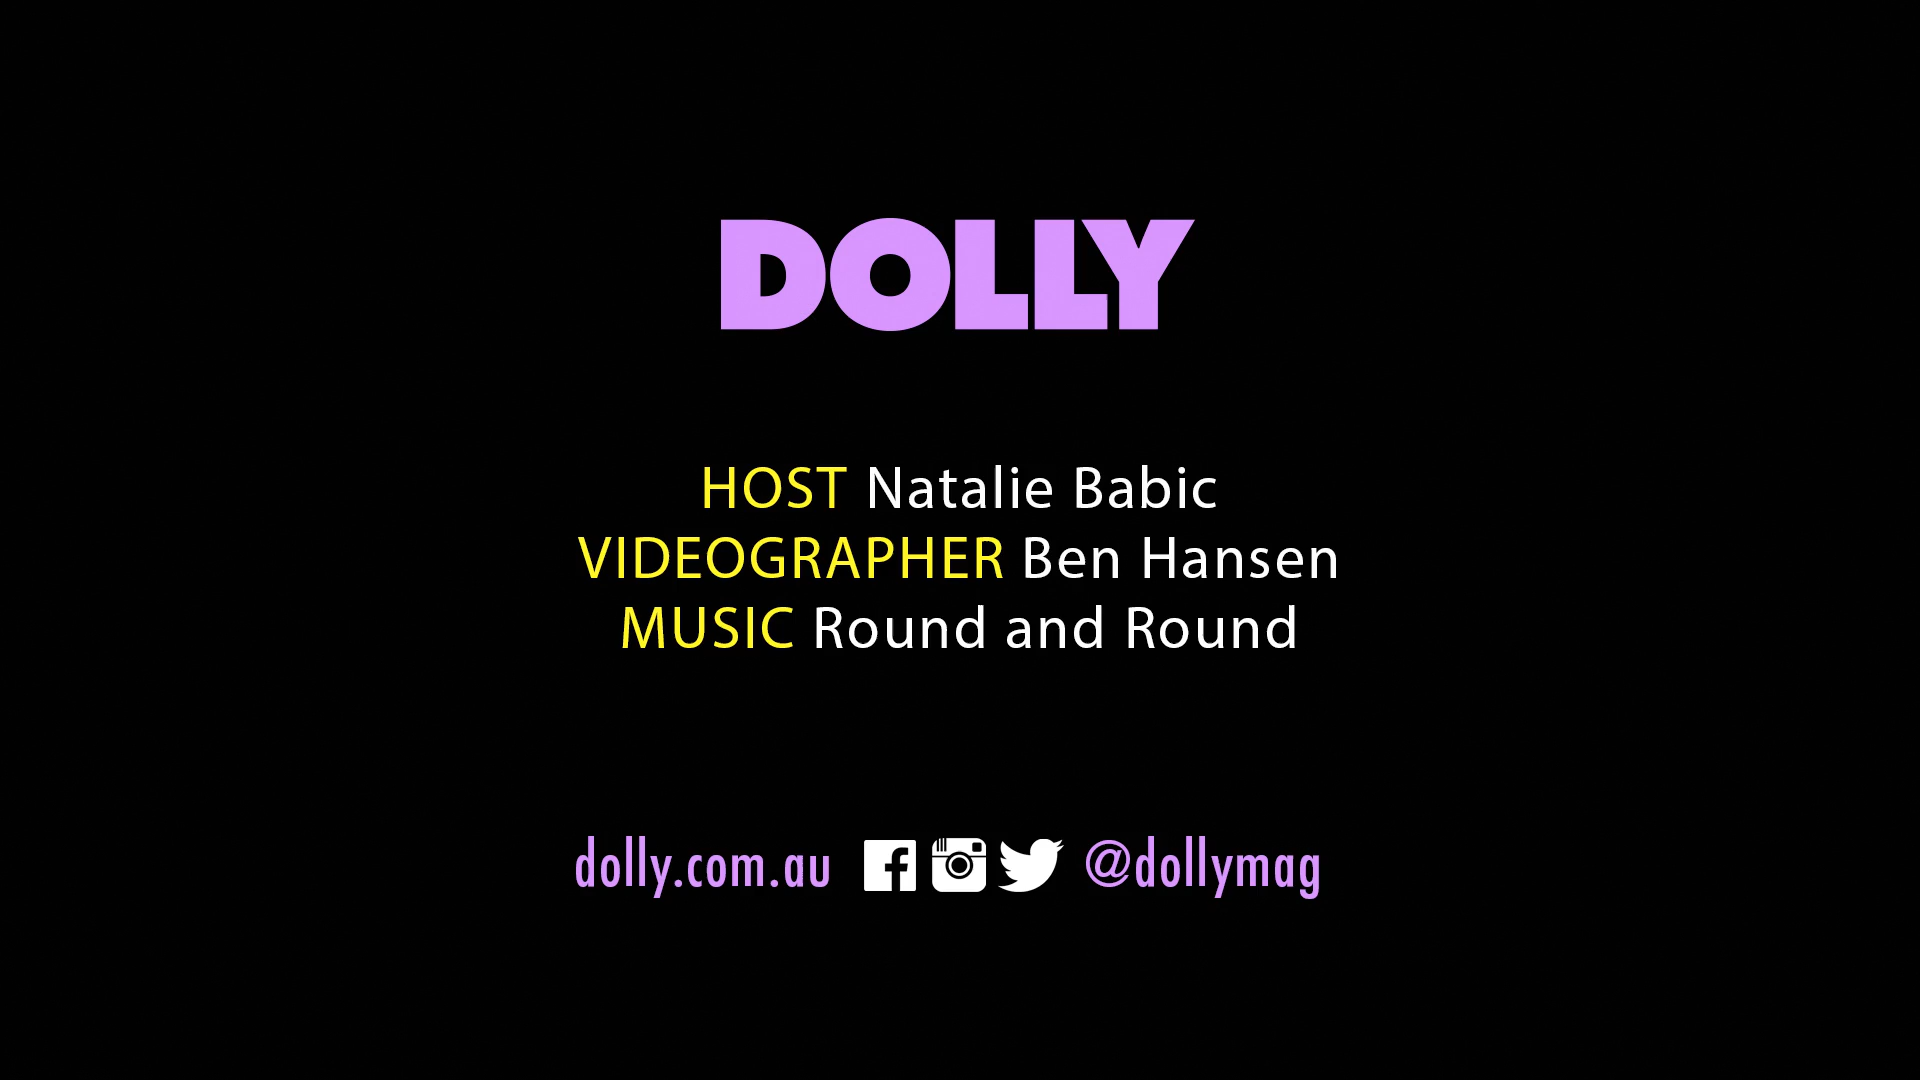 DOLLY
HOST Natalie Babic
VIDEOGRAPHER Ben Hansen
MUSIC Round and Round
dolly.com.au @dollymag